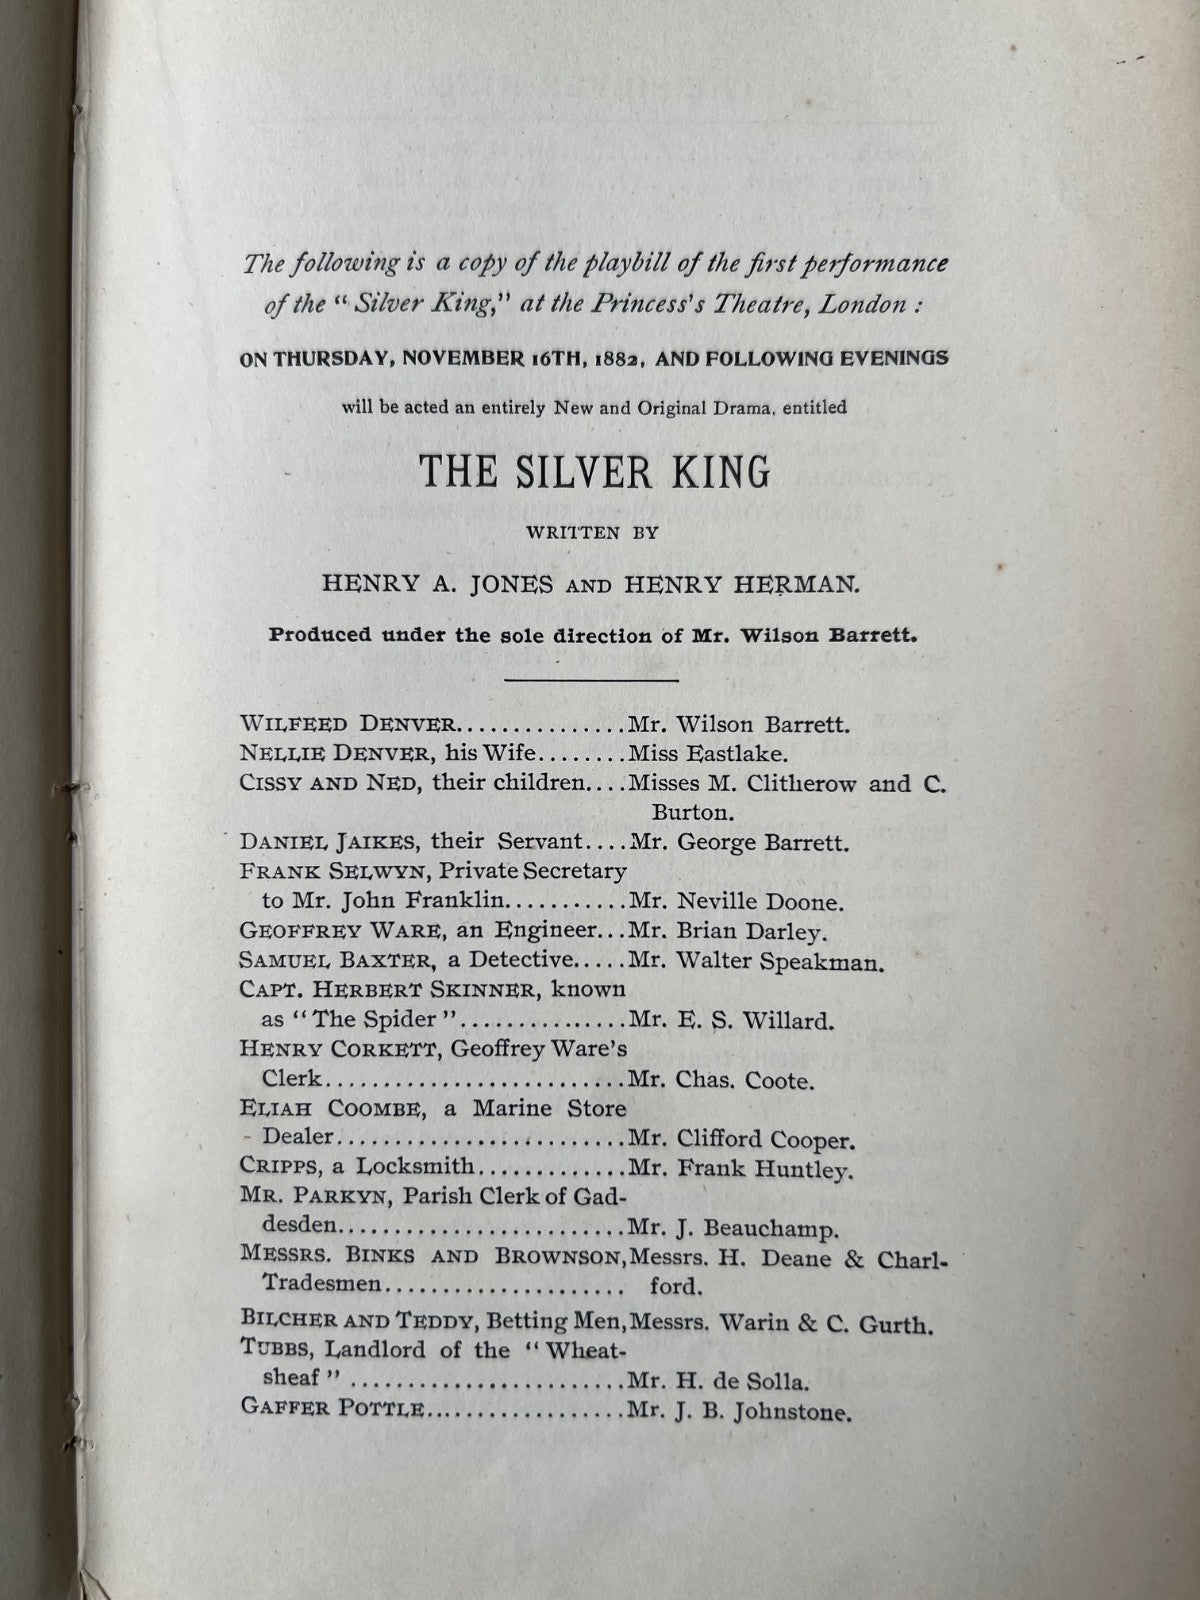 The following is a copy of the playbill of the first performance
of the "Silver King," at the Princess's Theatre, London :
ON THURSDAY, NOVEMBER 16TH, 1882, AND FOLLOWING EVENINGS
will be acted an entirely New and Original Drama, entitled
THE SILVER KING
WRITTEN BY
HENRY A. JONES AND HENRY HERMAN.
Produced under the sole direction of Mr. Wilson Barrett.
WILFEED DENVER...............Mr. Wilson Barrett.
NELLIE DENVER, his Wife........Miss Eastlake.
CISSY AND NED, their children....Misses M. Clitherow and C.
Burton.
DANIEL JAIKES, their Servant....Mr. George Barrett.
FRANK SELWYN, Private Secretary
to Mr. John Franklin...........Mr. Neville Doone.
GEOFFREY WARE, an Engineer...Mr. Brian Darley.
SAMUEL BAXTER, a Detective.....Mr. Walter Speakman.
CAPT. HERBERT SKINNER, known
as "The Spider"...............Mr. E. S. Willard.
HENRY CORKETT, Geoffrey Ware's
Clerk..........................Mr. Chas. Coote.
ELIAH COOMBE, a Marine Store
Dealer.........................Mr. Clifford Cooper.
CRIPPS, a Locksmith.............Mr. Frank Huntley.
MR. PARKYN, Parish Clerk of Gad-
desden.........................Mr. J. Beauchamp.
MESSRS. BINKS AND BROWNSON, Messrs. H. Deane & Charl-
Tradesmen..................... ford.
BILCHER AND TEDDY, Betting Men, Messrs. Warin & C. Gurth.
TUBBS, Landlord of the "Wheat-
sheaf" ........................Mr. H. de Solla.
GAFFER POTTLE..................Mr. J. B. Johnstone.